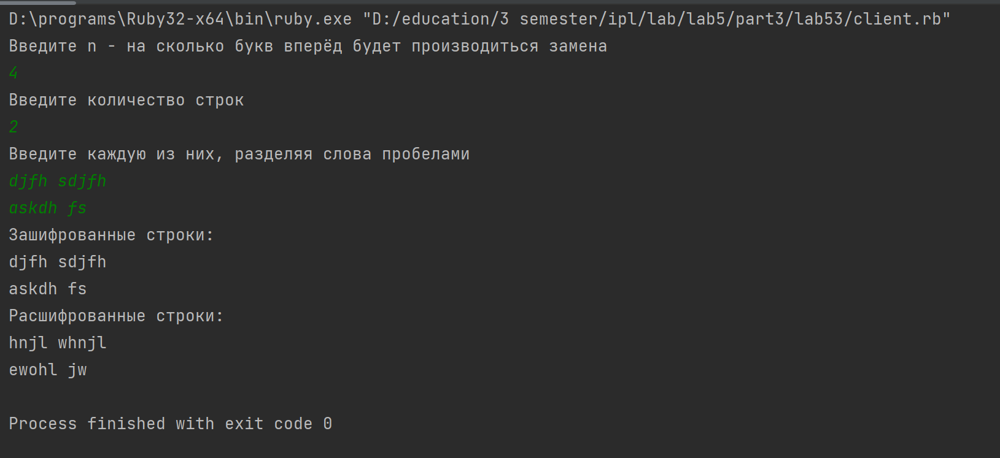 D:\programs\Ruby32-x64\bin\ruby.exe "D:/education/3 semester/ipl/lab/lab5/part3/lab53/client.rb"
Введите n - на сколько букв вперёд будет производиться замена
4
Введите количество строк
2
Введите каждую из них, разделяя слова пробелами
djfh sdjfh
askdh fs
Зашифрованные строки:
djfh sdjfh
askdh fs
Расшифрованные строки:
hnjl whnjl
ewohl jw
Process finished with exit code 0